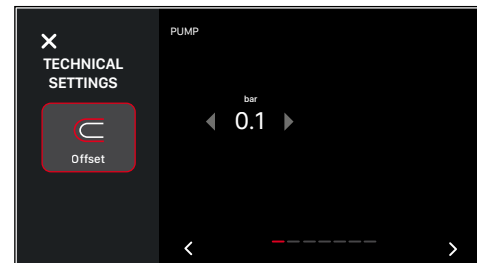 TECHNICAL
SETTINGS
Offset
PUMP
bar
0.1